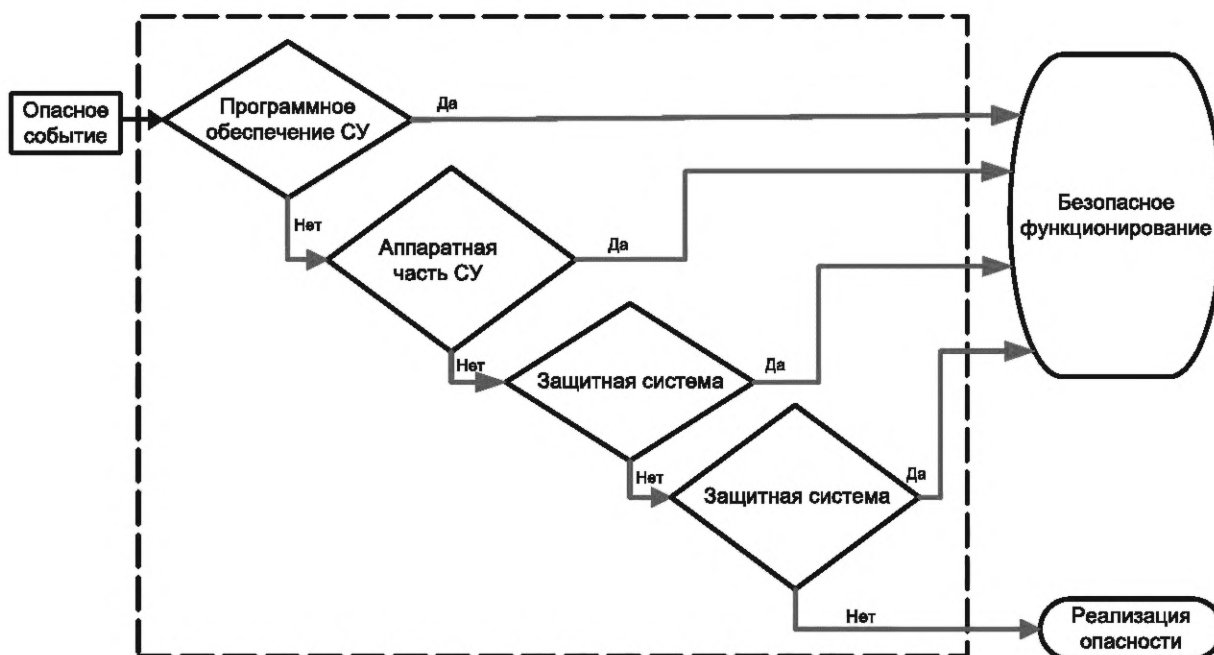 Опасное
событие
Программное
обеспечение СУ
Да
Нет
Аппаратная
часть СУ
Да
Нет
Защитная система
Да
Нет
Защитная система
Да
Нет
Безопасное
функционирование
Реализация
опасности